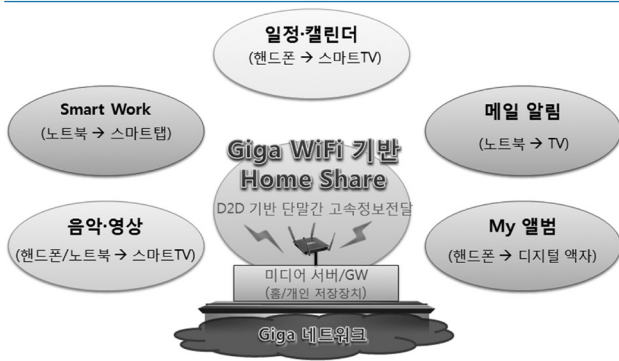 일정·캘린더
(핸드폰 → 스마트TV)
Smart Work
(노트북 → 스마트탭)
메일 알림
(노트북 → TV)
Giga WiFi 기반
Home Share
D2D 기반 단말간 고속정보전달
음악·영상
(핸드폰/노트북 → 스마트TV)
My 앨범
(핸드폰 → 디지털 액자)
미디어 서버/GW
(홈/개인 저장장치)
Giga 네트워크